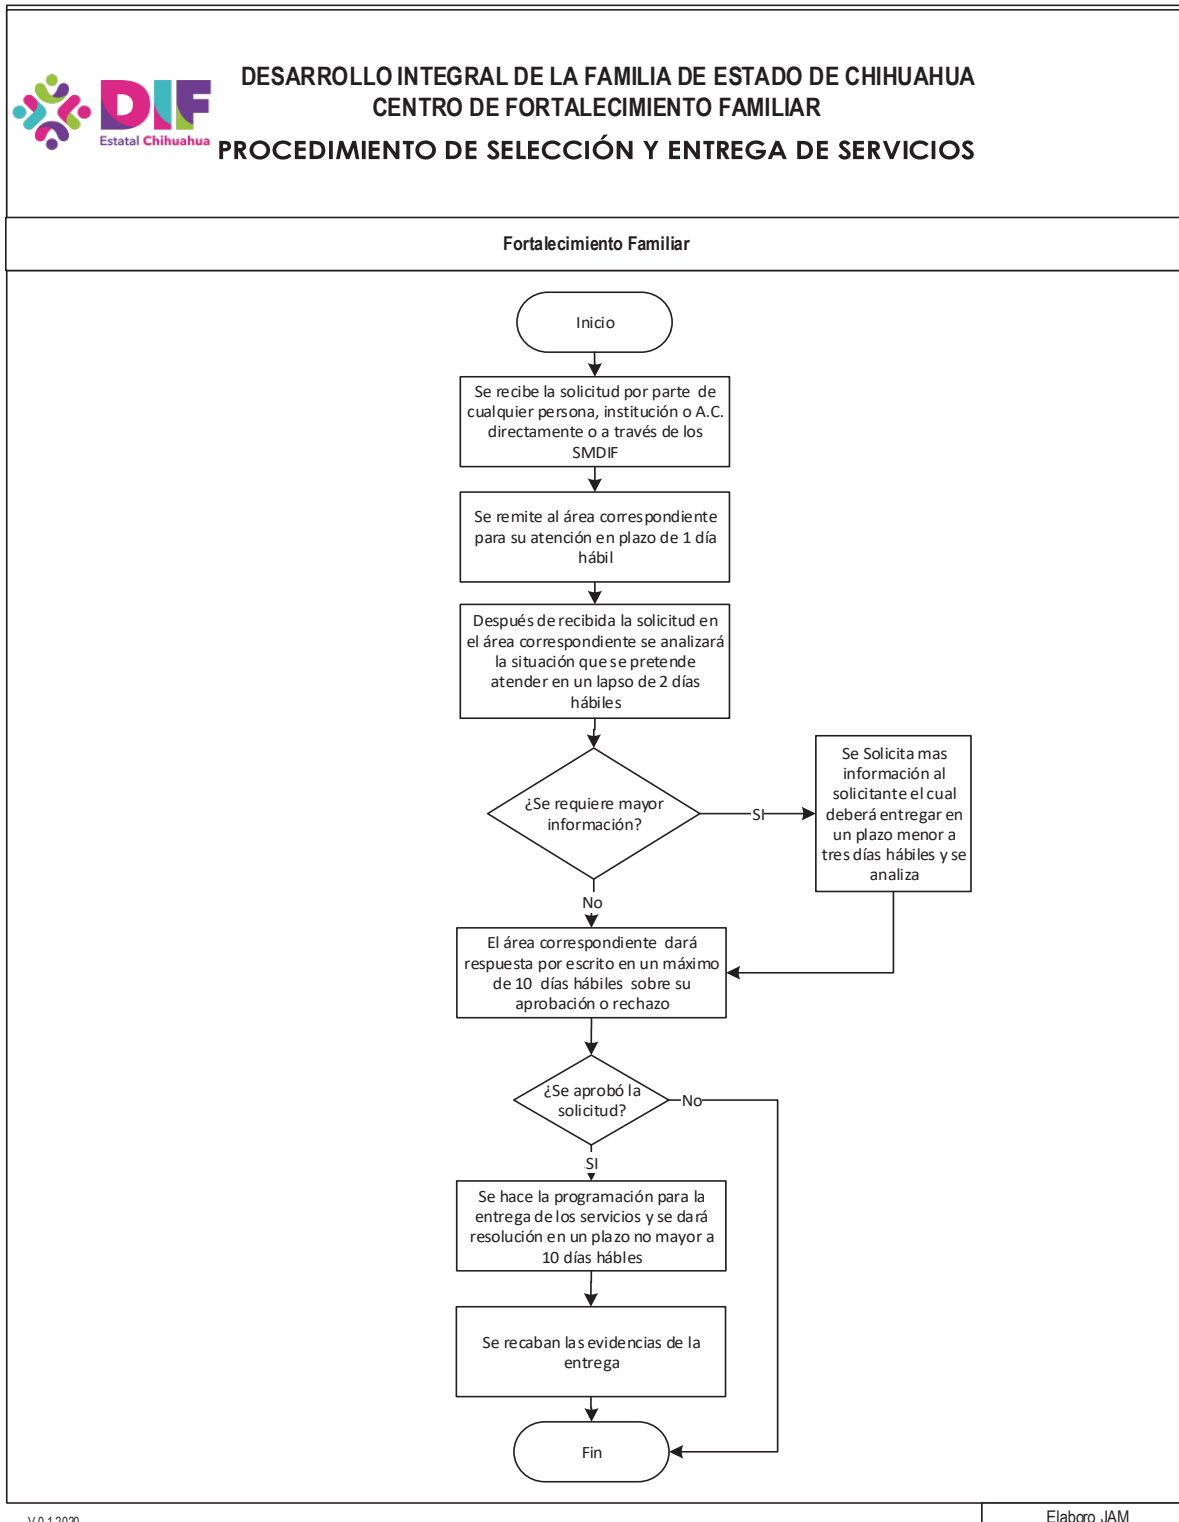 DESARROLLO INTEGRAL DE LA FAMILIA DE ESTADO DE CHIHUAHUA
CENTRO DE FORTALECIMIENTO FAMILIAR
DIF
Estatal Chihuahua
PROCEDIMIENTO DE SELECCIÓN Y ENTREGA DE SERVICIOS
Fortalecimiento Familiar
Inicio
Se recibe la solicitud por parte de
cualquier persona, institución o A.C.
directamente o a través de los
SMDIF
Se remite al área correspondiente
para su atención en plazo de 1 día
hábil
Después de recibida la solicitud en
el área correspondiente se analizará
la situación que se pretende
atender en un lapso de 2 días
hábiles
¿Se requiere mayor
información?
SI
Se Solicita mas
información al
solicitante el cual
deberá entregar en
un plazo menor a
tres días hábiles y se
analiza
No
El área correspondiente dará
respuesta por escrito en un máximo
de 10 días hábiles sobre su
aprobación o rechazo
¿Se aprobó la
solicitud?
No
SI
Se hace la programación para la
entrega de los servicios y se dará
resolución en un plazo no mayor a
10 días hábles
Se recaban las evidencias de la
entrega
Fin
V.0.1.2020
Elaboro JAM